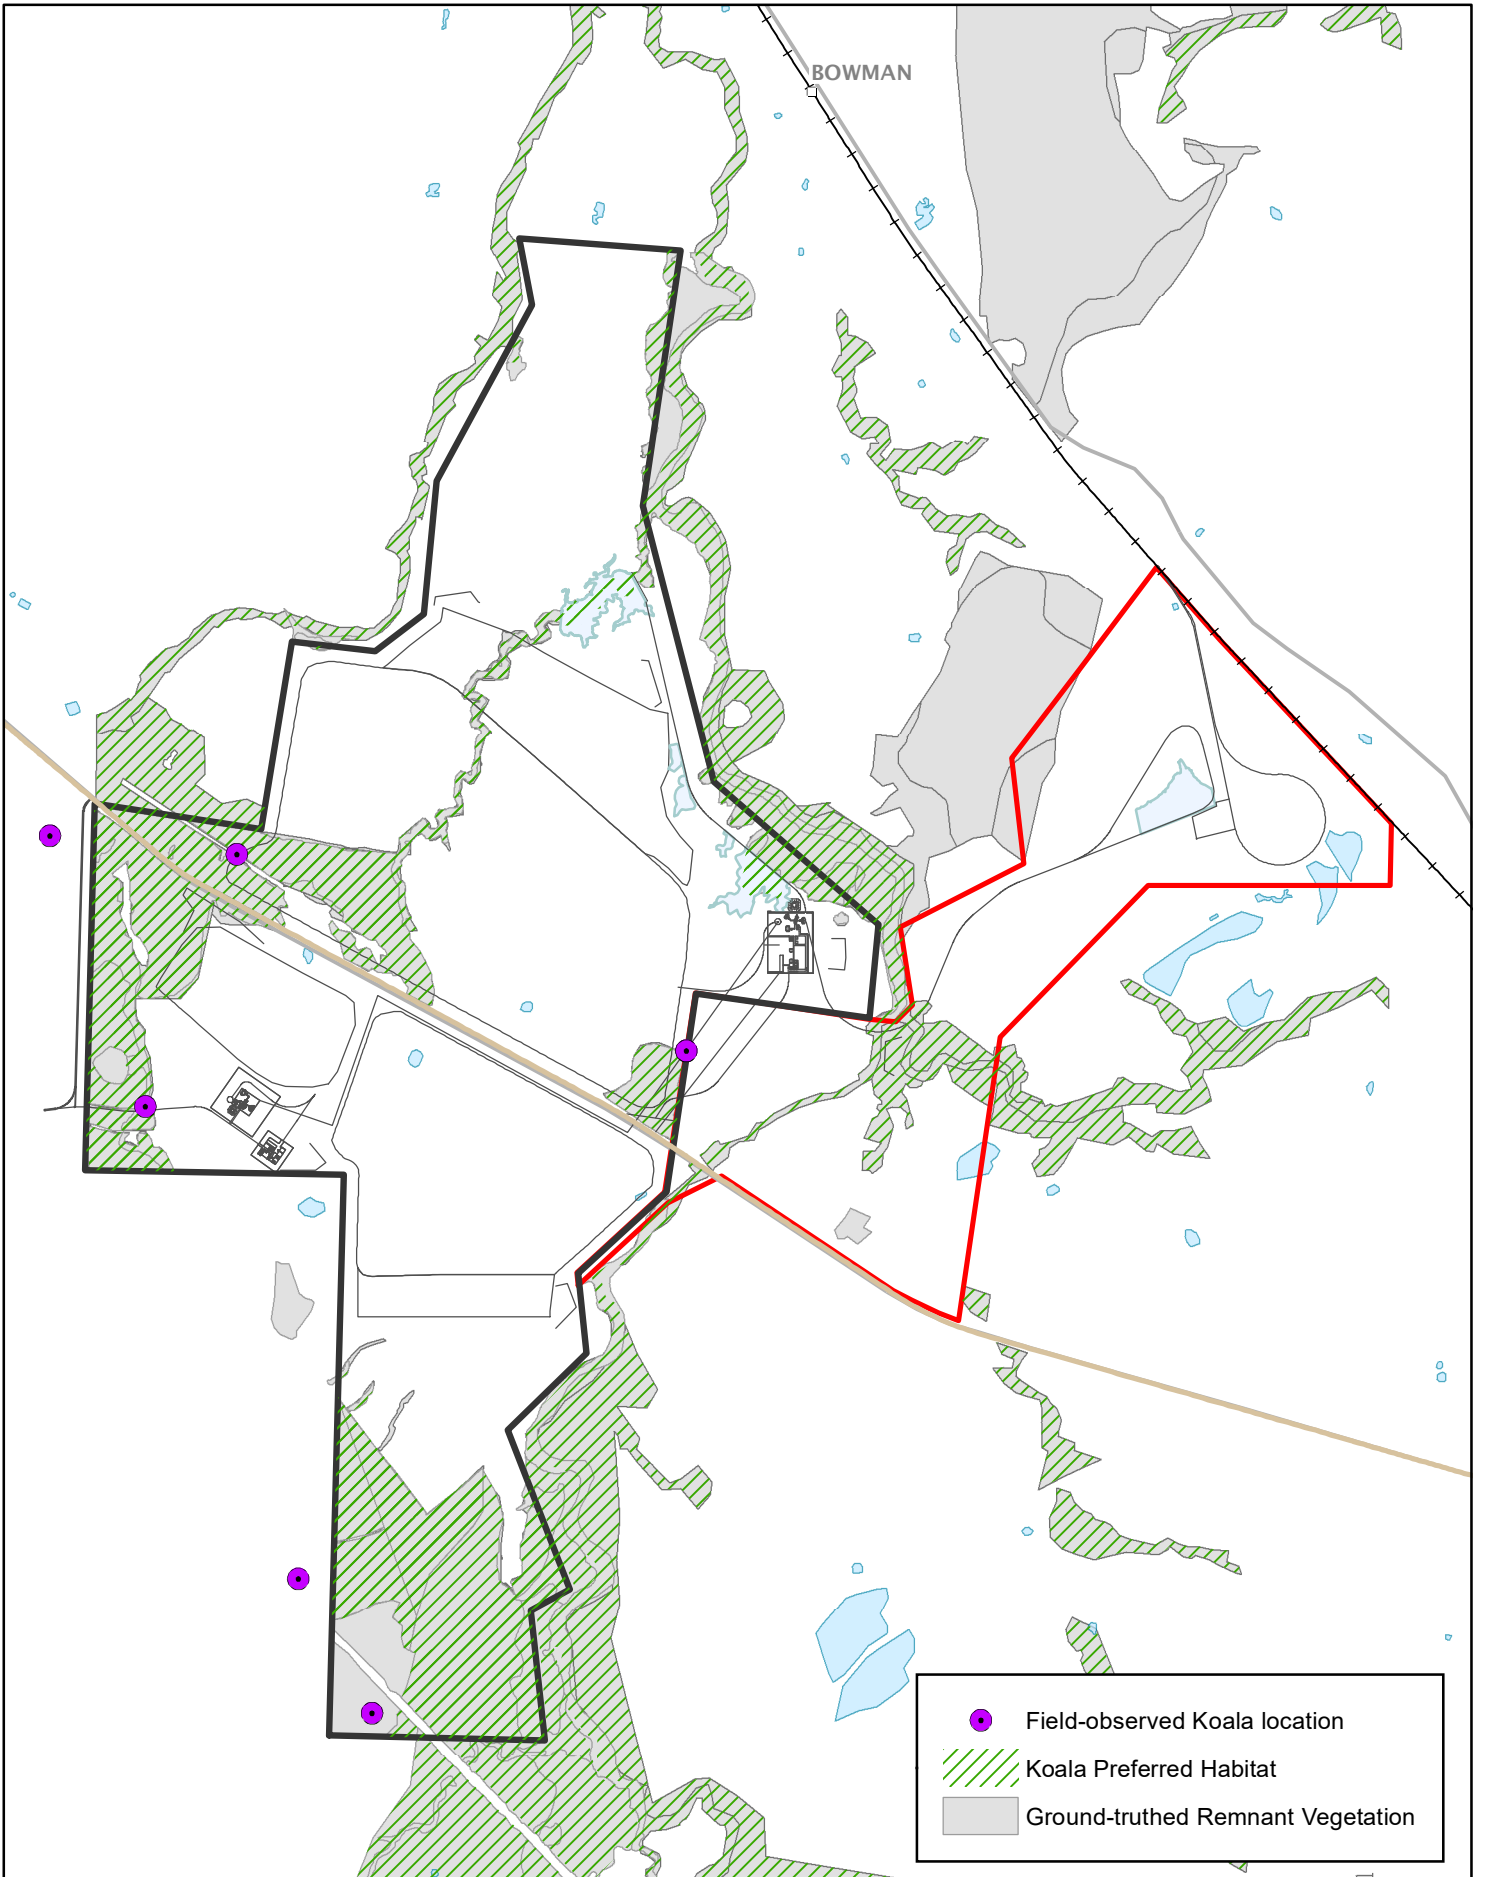 BOWMAN
Field-observed Koala location
Koala Preferred Habitat
Ground-truthed Remnant Vegetation